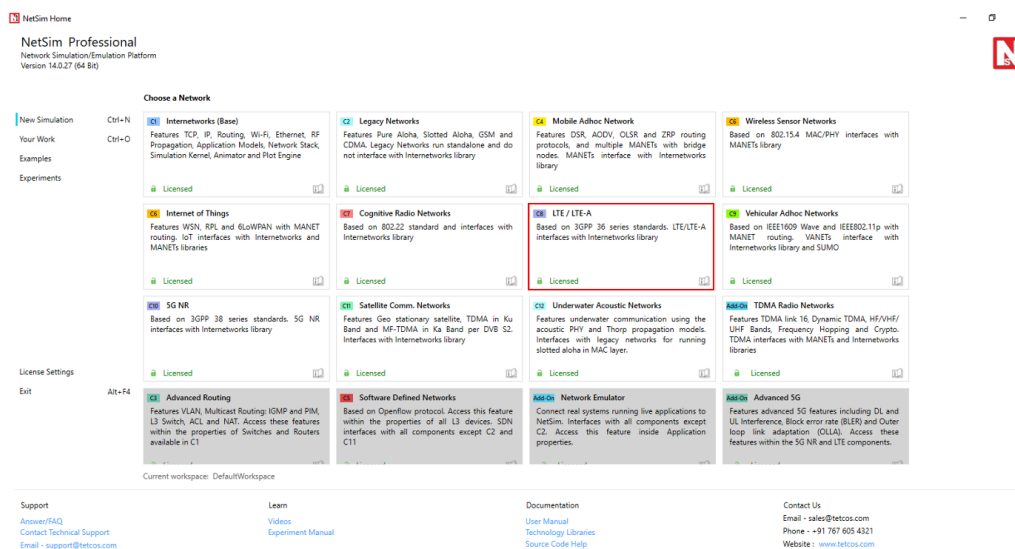 NetSim Home
NetSim Professional
Network Simulation/Emulation Platform
Version 14.0.27 (64 Bit)
Choose a Network
New Simulation Ctrl+N
Your Work Ctrl+O
Examples
Experiments
License Settings
Exit Alt+F4
C1 Internetworks (Base)
Features TCP, IP, Routing, Wi-Fi, Ethernet, RF
Propagation, Application Models, Network Stack,
Simulation Kernel, Animator and Plot Engine
Licensed
C2 Legacy Networks
Features Pure Aloha, Slotted Aloha, GSM and
CDMA. Legacy Networks run standalone and do
not interface with Internetworks library
Licensed
C4 Mobile Adhoc Network
Features DSR, AODV, OLSR and ZRP routing
protocols, and multiple MANETs with bridge
nodes. MANETs interface with Internetworks
library
Licensed
C6 Wireless Sensor Networks
Based on 802.15.4 MAC/PHY interfaces with
MANETs library
Licensed
C6 Internet of Things
Features WSN, RPL and 6LoWPAN with MANET
routing. IoT interfaces with Internetworks and
MANETs libraries
Licensed
C7 Cognitive Radio Networks
Based on 802.22 standard and interfaces with
Internetworks library
Licensed
C8 LTE / LTE-A
Based on 3GPP 36 series standards. LTE/LTE-A
interfaces with Internetworks library
Licensed
C9 Vehicular Adhoc Networks
Based on IEEE1609 Wave and IEEE802.11p with
MANET routing. VANETs interface with
Internetworks library and SUMO
Licensed
C10 5G NR
Based on 3GPP 38 series standards. 5G NR
interfaces with Internetworks library
Licensed
C11 Satellite Comm. Networks
Features Geo stationary satellite, TDMA in Ku
Band and MF-TDMA in Ka Band per DVB S2.
Interfaces with Internetworks library
Licensed
C12 Underwater Acoustic Networks
Features underwater communication using the
acoustic PHY and Thorp propagation models.
Interfaces with legacy networks for running
slotted aloha in MAC layer.
Licensed
Add-On TDMA Radio Networks
Features TDMA link 16, Dynamic TDMA, HF/VHF/
UHF Bands, Frequency Hopping and Crypto.
TDMA interfaces with MANETs and Internetworks
libraries
Licensed
C3 Advanced Routing
Features VLAN, Multicast Routing: IGMP and PIM,
L3 Switch, ACL and NAT. Access these features
within the properties of Switches and Routers
available in C1
C5 Software Defined Networks
Based on Openflow protocol. Access this feature
within the properties of all L3 devices. SDN
interfaces with all components except C2 and
C11
Add-On Network Emulator
Connect real systems running live applications to
NetSim. Interfaces with all components except
C2. Access this feature inside Application
properties.
Add-On Advanced 5G
Features advanced 5G features including DL and
UL Interference, Block error rate (BLER) and Outer
loop link adaptation (OLLA). Access these
features within the 5G NR and LTE components.
Current workspace: DefaultWorkspace
Support
Answer/FAQ
Contact Technical Support
Email - support@tetcos.com
Learn
Videos
Experiment Manual
Documentation
User Manual
Technology Libraries
Source Code Help
Contact Us
Email - sales@tetcos.com
Phone - +91 767 605 4321
Website : www.tetcos.com